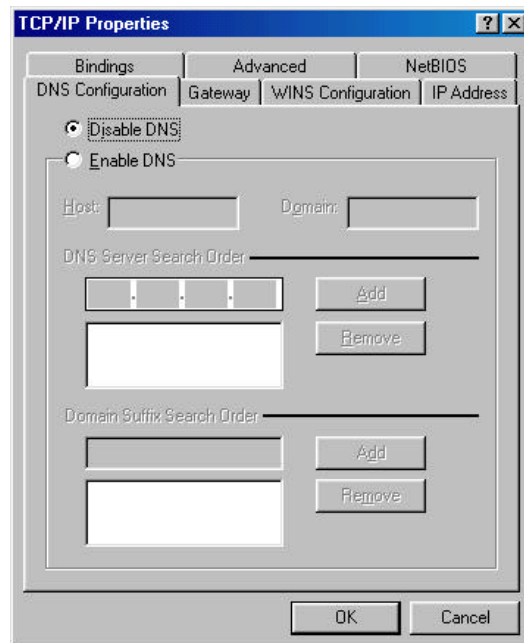 TCP/IP Properties
Bindings Advanced NetBIOS
DNS Configuration Gateway WINS Configuration IP Address
Disable DNS
Enable DNS
Host: Domain:
DNS Server Search Order
Add
Remove
Domain Suffix Search Order
Add
Remove
OK Cancel